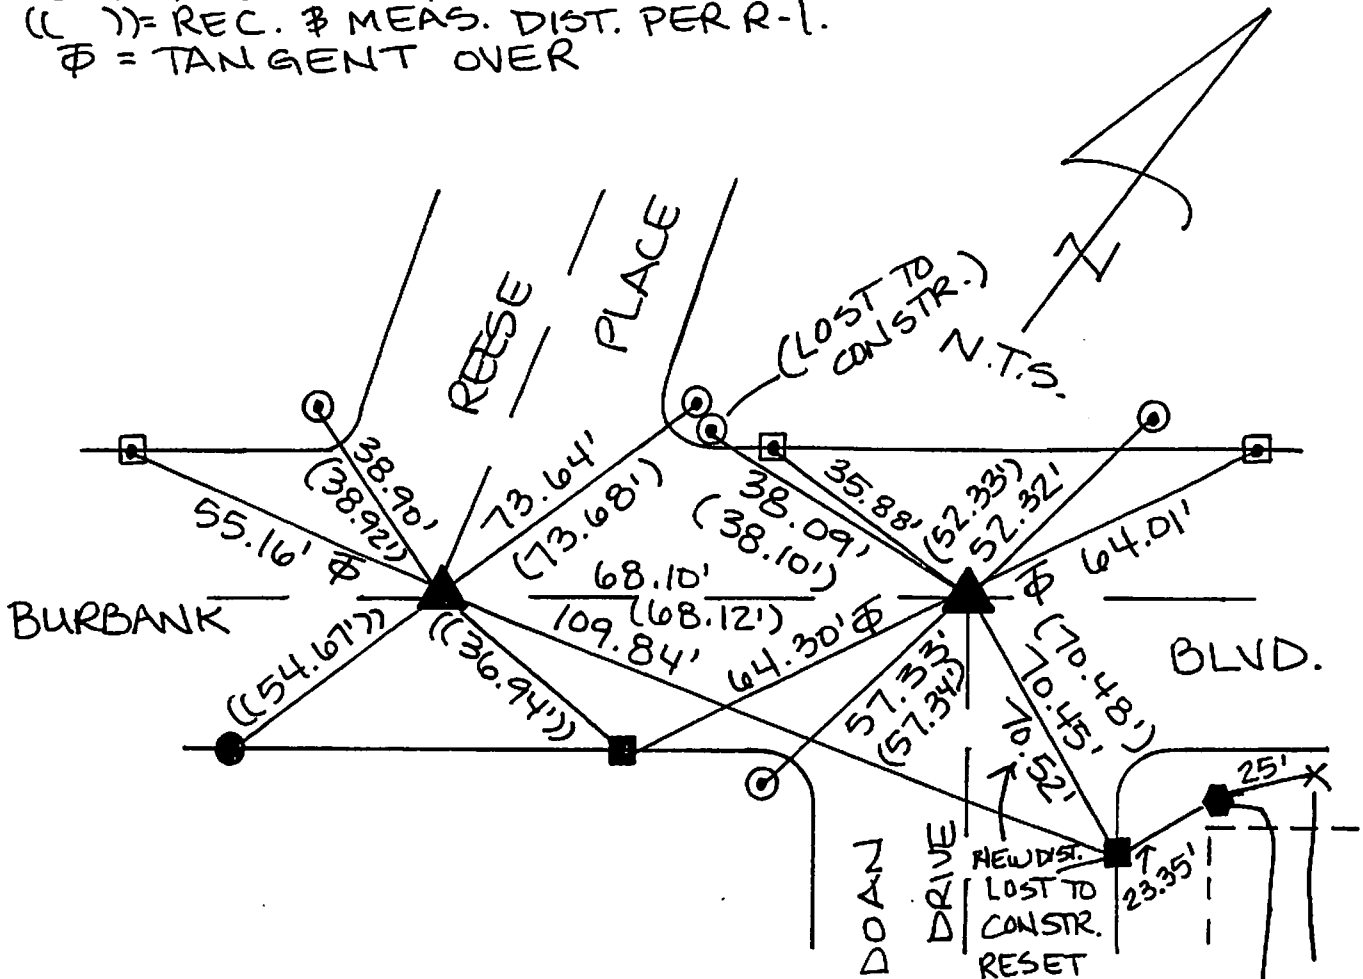 (( ))= REC. & MEAS. DIST. PER R-1.
Ꞓ = TANGENT OVER
REESE
PLACE
(LOST TO
CONSTR.)
N
N.T.S.
38.90'
(38.92')
73.64'
(73.68')
38.09'
(38.10')
35.88'
(52.33')
52.32'
64.01'
55.16'
BURBANK
68.10'
(68.12')
109.84'
64.30'
BLVD.
((54.67'))
((36.94'))
57.33'
(57.34')
(70.48')
70.45'
70.52'
25'
23.35'
DOAN
DRIVE
NEW DIST.
LOST TO
CONSTR.
RESET